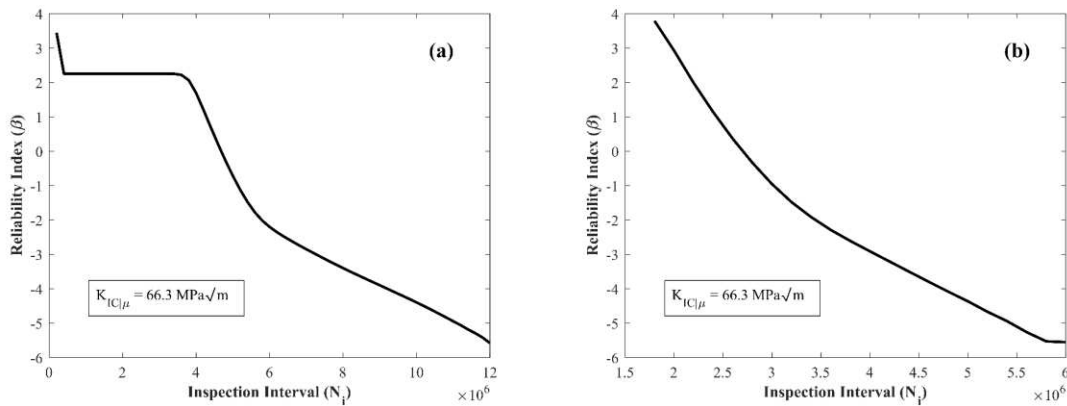 (a)
Reliability Index (β)
4
3
2
1
0
-1
-2
-3
-4
-5
-6
K_IC|μ = 66.3 MPa√m
0 2 4 6 8 10 12
×10^6
Inspection Interval (N_i)
(b)
Reliability Index (β)
4
3
2
1
0
-1
-2
-3
-4
-5
-6
K_IC|μ = 66.3 MPa√m
1.5 2 2.5 3 3.5 4 4.5 5 5.5 6
×10^6
Inspection Interval (N_i)